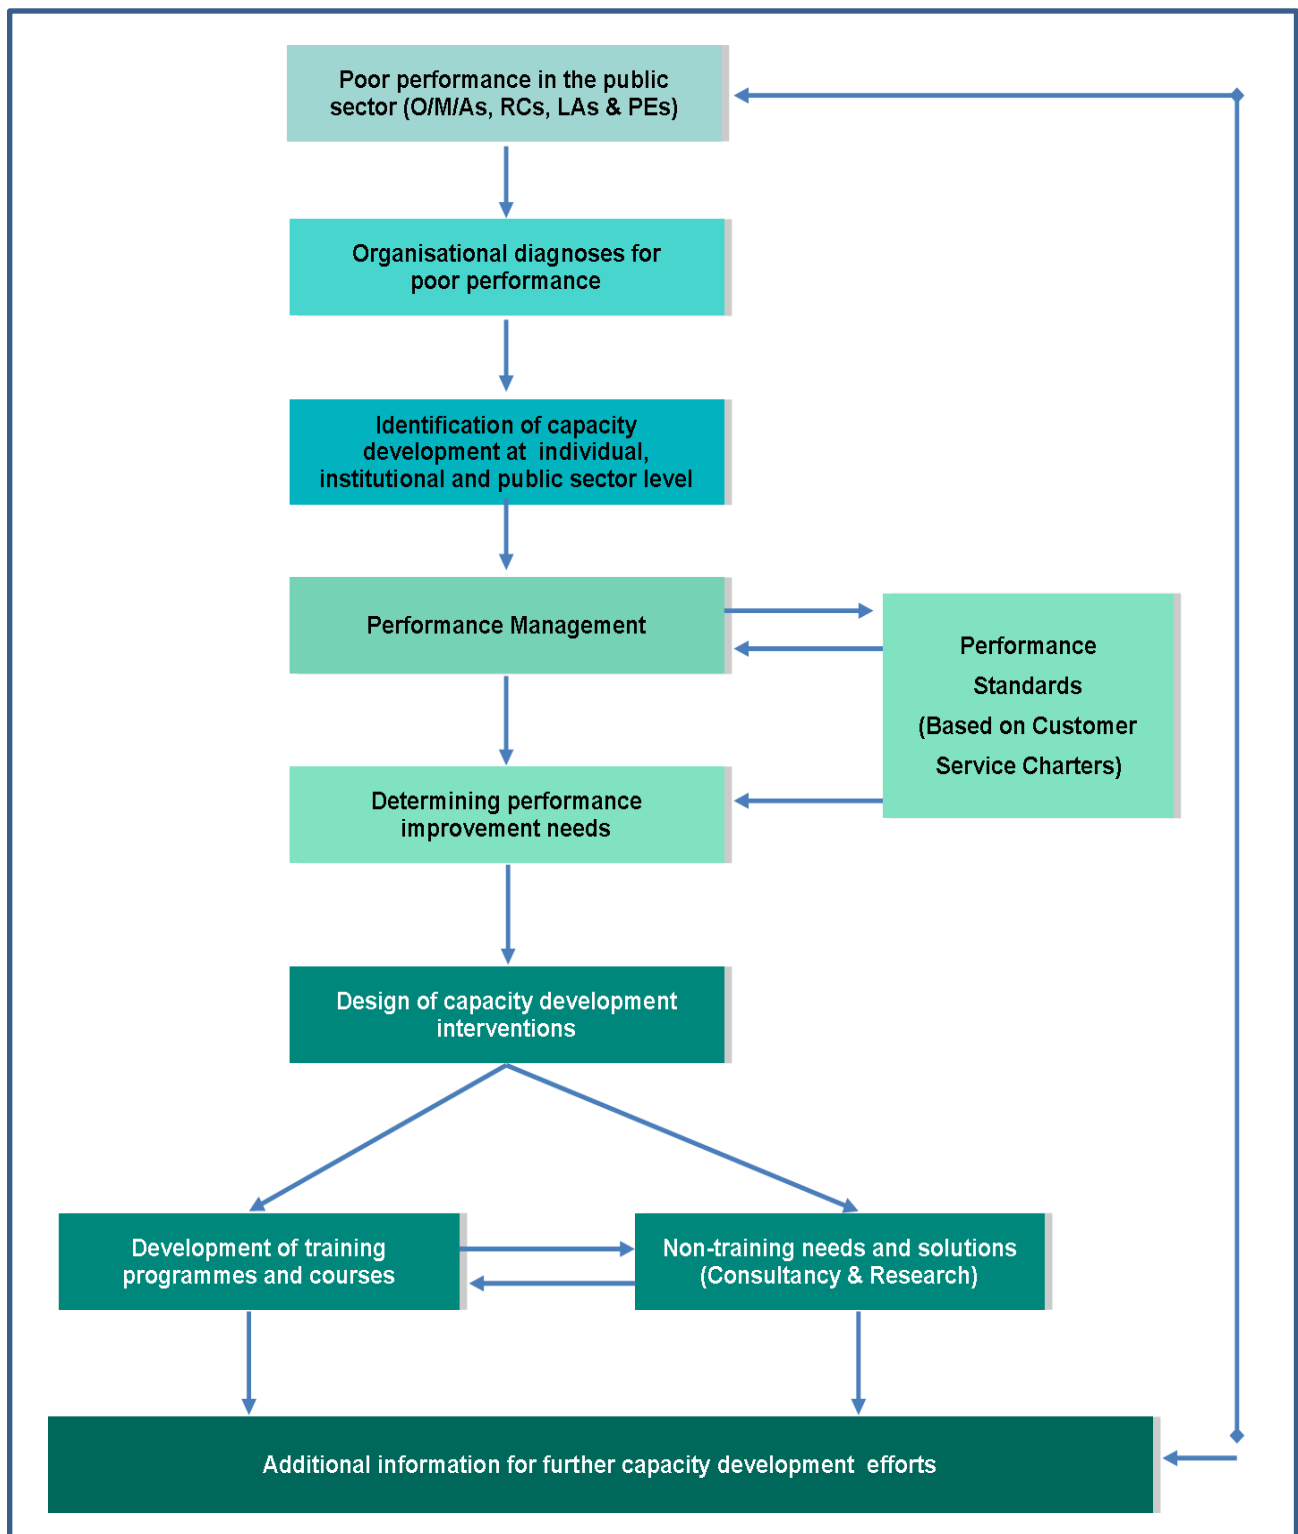 Poor performance in the public
sector (O/M/As, RCs, LAs & PEs)
Organisational diagnoses for
poor performance
Identification of capacity
development at individual,
institutional and public sector level
Performance Management
Performance
Standards
(Based on Customer
Service Charters)
Determining performance
improvement needs
Design of capacity development
interventions
Development of training
programmes and courses
Non-training needs and solutions
(Consultancy & Research)
Additional information for further capacity development efforts